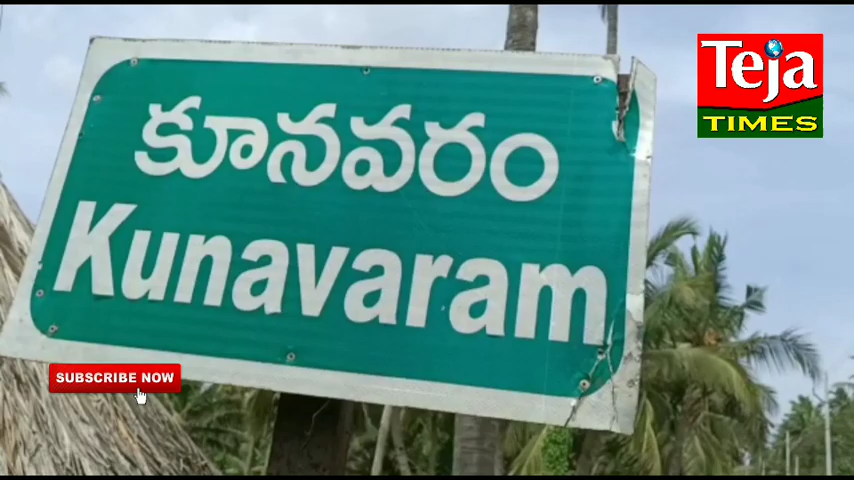 కూనవరం
Kunavaram
Teja
TIMES
SUBSCRIBE NOW